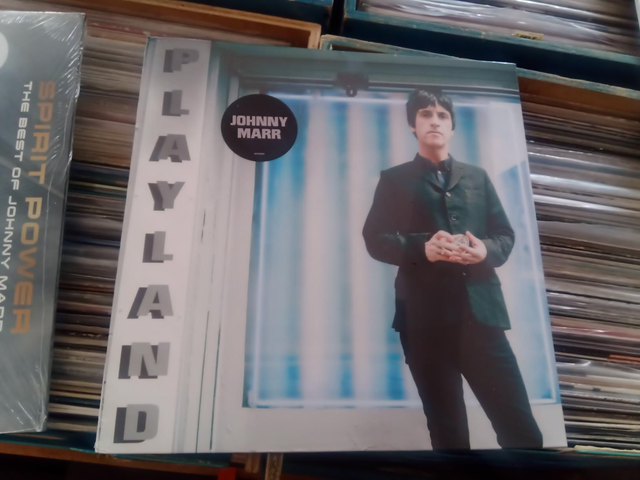 SPIRIT POWER
THE BEST OF JOHNNY MARR
PLAYLAND
JOHNNY
MARR